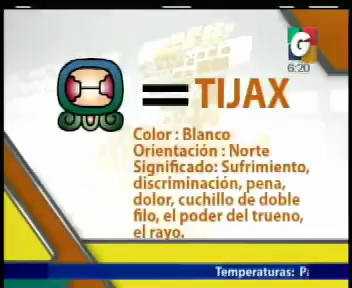 G
6:20
= TIJAX
Color : Blanco
Orientación : Norte
Significado: Sufrimiento,
discriminación, pena,
dolor, cuchillo de doble
filo, el poder del trueno,
el rayo.
Temperaturas: